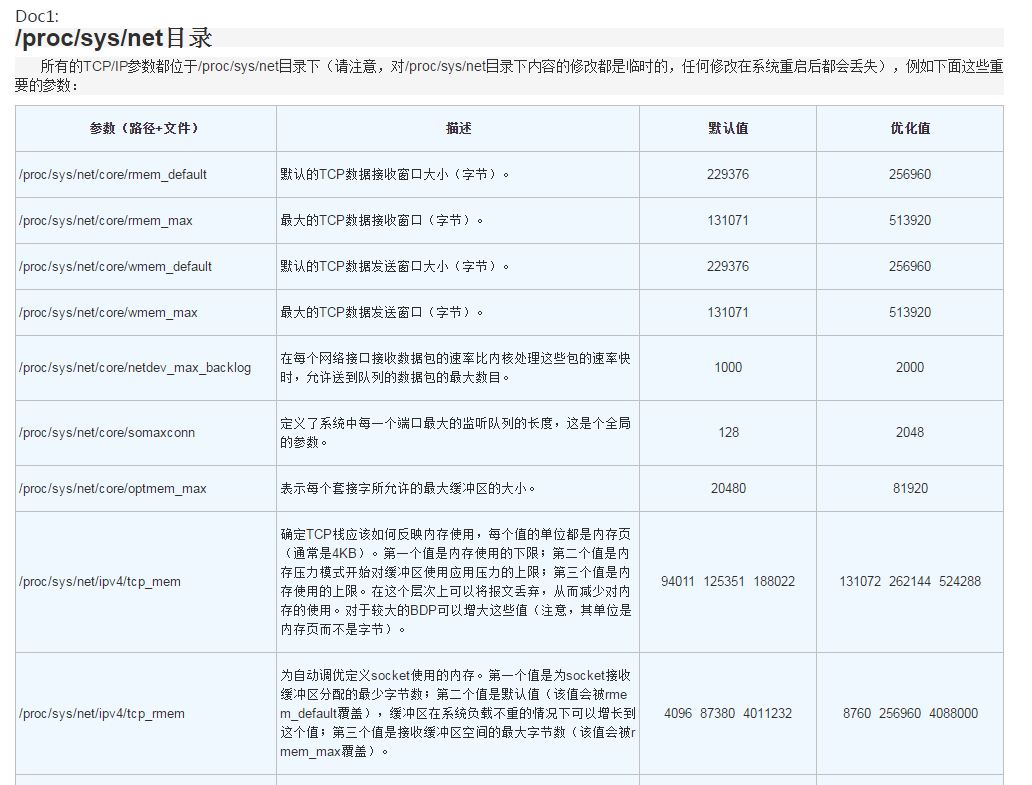 Doc1:
/proc/sys/net目录
所有的TCP/IP参数都位于/proc/sys/net目录下（请注意，对/proc/sys/net目录下内容的修改都是临时的，任何修改在系统重启后都会丢失），例如下面这些重
要的参数：
参数（路径+文件） 描述 默认值 优化值
/proc/sys/net/core/rmem_default 默认的TCP数据接收窗口大小（字节）。 229376 256960
/proc/sys/net/core/rmem_max 最大的TCP数据接收窗口（字节）。 131071 513920
/proc/sys/net/core/wmem_default 默认的TCP数据发送窗口大小（字节）。 229376 256960
/proc/sys/net/core/wmem_max 最大的TCP数据发送窗口（字节）。 131071 513920
/proc/sys/net/core/netdev_max_backlog
在每个网络接口接收数据包的速率比内核处理这些包的速率快
时，允许送到队列的数据包的最大数目。
1000 2000
/proc/sys/net/core/somaxconn
定义了系统中每一个端口最大的监听队列的长度，这是个全局
的参数。
128 2048
/proc/sys/net/core/optmem_max 表示每个套接字所允许的最大缓冲区的大小。 20480 81920
/proc/sys/net/ipv4/tcp_mem
确定TCP栈应该如何反映内存使用，每个值的单位都是内存页
（通常是4KB）。第一个值是内存使用的下限；第二个值是内
存压力模式开始对缓冲区使用应用压力的上限；第三个值是内
存使用的上限。在这个层次上可以将报文丢弃，从而减少对内
存的使用。对于较大的BDP可以增大这些值（注意，其单位是
内存页而不是字节）。
94011 125351 188022 131072 262144 524288
/proc/sys/net/ipv4/tcp_rmem
为自动调优定义socket使用的内存。第一个值是为socket接收
缓冲区分配的最少字节数；第二个值是默认值（该值会被rme
m_default覆盖），缓冲区在系统负载不重的情况下可以增长到
这个值；第三个值是接收缓冲区空间的最大字节数（该值会被r
mem_max覆盖）。
4096 87380 4011232 8760 256960 4088000